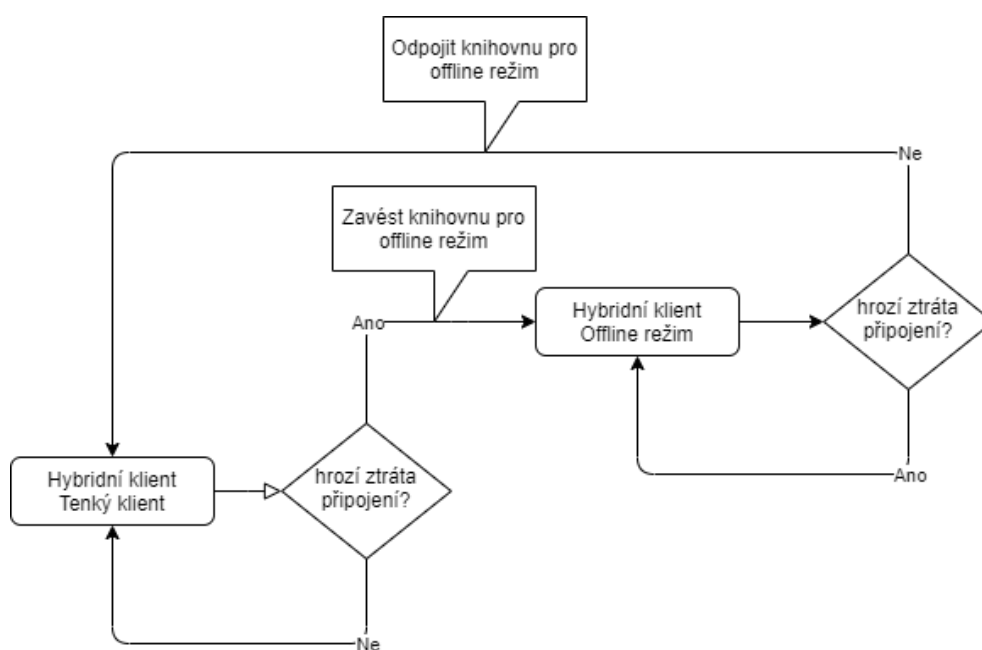 Odpojit knihovnu pro
offline režim
Ne
Zavést knihovnu pro
offline režim
Ano
Hybridní klient
Offline režim
hrozí ztráta
připojení?
Ano
Hybridní klient
Tenký klient
hrozí ztráta
připojení?
Ne